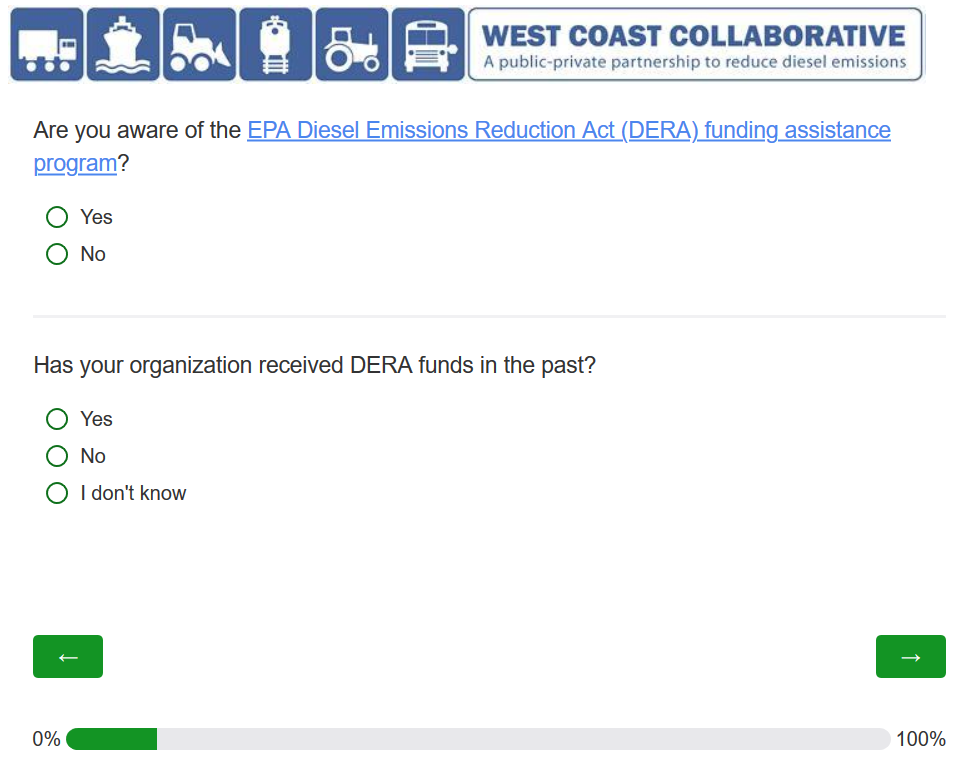 WEST COAST COLLABORATIVE
A public-private partnership to reduce diesel emissions
Are you aware of the EPA Diesel Emissions Reduction Act (DERA) funding assistance
program?
Yes
No
Has your organization received DERA funds in the past?
Yes
No
I don't know
← →
0% 100%